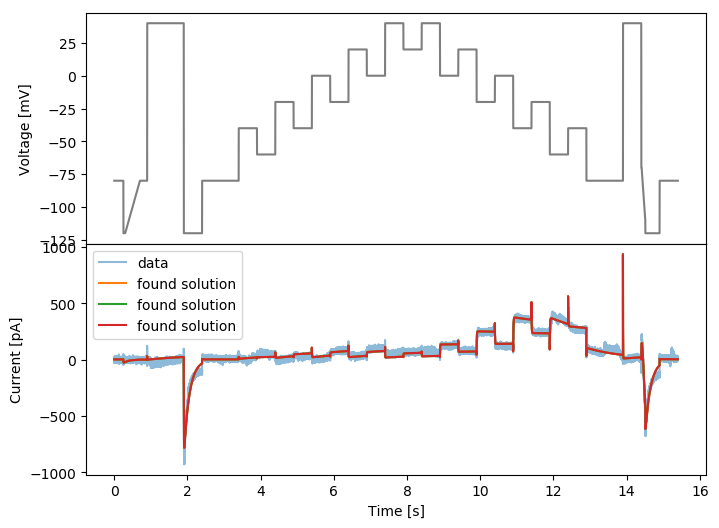 Voltage [mV]
25
0
−25
−50
−75
−100
−125
Current [pA]
1000
500
0
−500
−1000
data
found solution
found solution
found solution
0 2 4 6 8 10 12 14 16
Time [s]